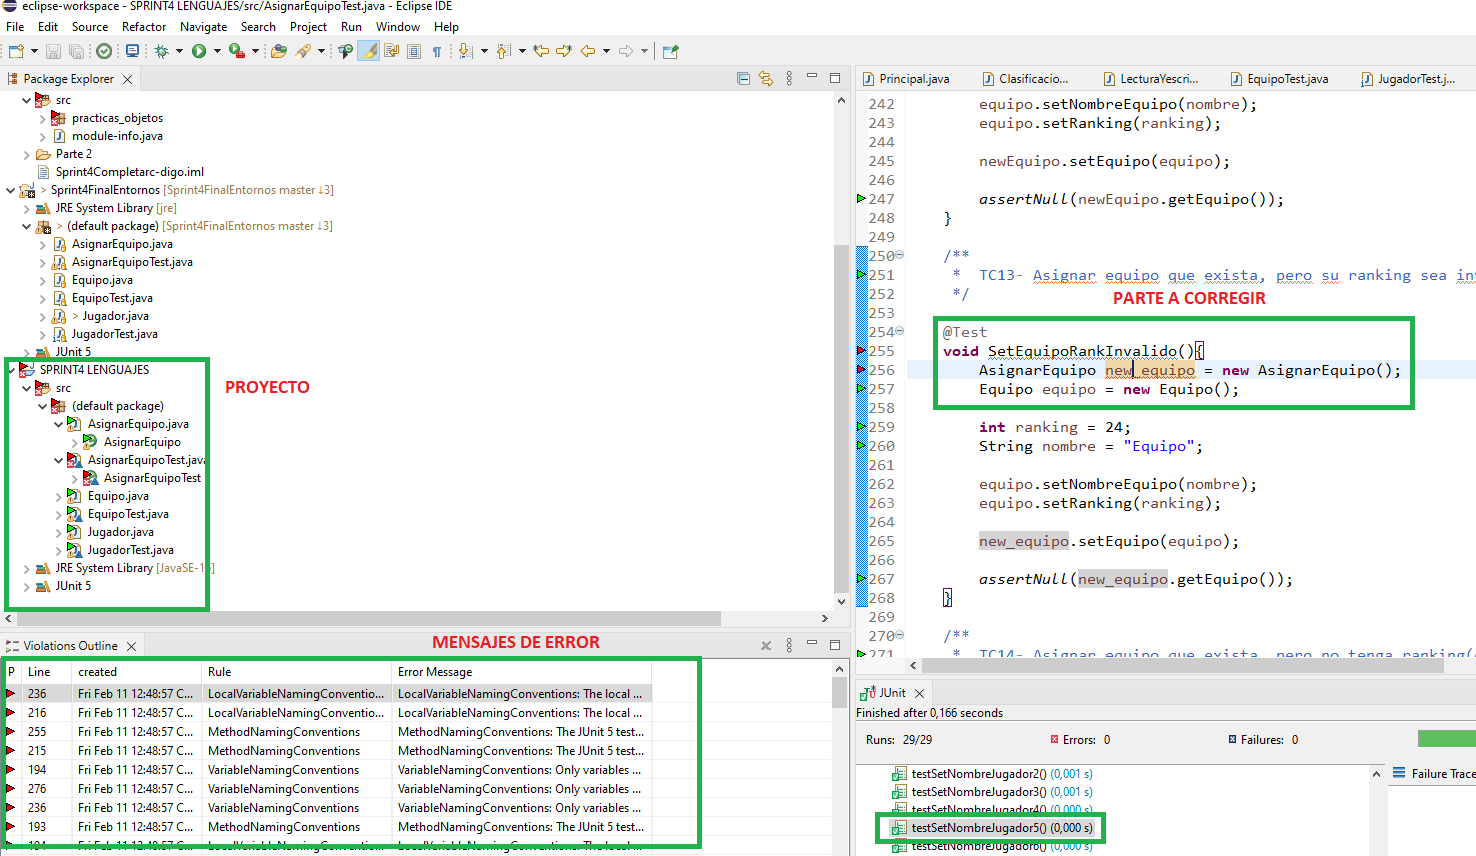 eclipse-workspace - SPRINT4 LENGUAJES/src/AsignarEquipoTest.java - Eclipse IDE
File Edit Source Refactor Navigate Search Project Run Window Help
Package Explorer
src
practicas_objetos
module-info.java
Parte 2
Sprint4Completarc-digo.iml
> Sprint4FinalEntornos [Sprint4FinalEntornos master ↓3]
JRE System Library [jre]
> (default package) [Sprint4FinalEntornos master ↓3]
AsignarEquipo.java
AsignarEquipoTest.java
Equipo.java
EquipoTest.java
> Jugador.java
JugadorTest.java
JUnit 5
SPRINT4 LENGUAJES
src
(default package)
AsignarEquipo.java
AsignarEquipo
AsignarEquipoTest.java
AsignarEquipoTest
Equipo.java
EquipoTest.java
Jugador.java
JugadorTest.java
JRE System Library [JavaSE-1
JUnit 5
PROYECTO
Principal.java Clasificacio... LecturaYescri... EquipoTest.java JugadorTest.j...
242 equipo.setNombreEquipo(nombre);
243 equipo.setRanking(ranking);
244
245 newEquipo.setEquipo(equipo);
246
247 assertNull(newEquipo.getEquipo());
248 }
249
250 /**
251 * TC13- Asignar equipo que exista, pero su ranking sea in
252 */
PARTE A CORREGIR
253
254 @Test
255 void SetEquipoRankInvalido(){
256 AsignarEquipo new_equipo = new AsignarEquipo();
257 Equipo equipo = new Equipo();
258
259 int ranking = 24;
260 String nombre = "Equipo";
261
262 equipo.setNombreEquipo(nombre);
263 equipo.setRanking(ranking);
264
265 new_equipo.setEquipo(equipo);
266
267 assertNull(new_equipo.getEquipo());
268 }
269
270 /**
271 * TC14- Asignar equipo que exista, pero no tenga ranking(
Violations Outline
MENSAJES DE ERROR
P Line created Rule Error Message
236 Fri Feb 11 12:48:57 C... LocalVariableNamingConventio... LocalVariableNamingConventions: The local ...
216 Fri Feb 11 12:48:57 C... LocalVariableNamingConventio... LocalVariableNamingConventions: The local ...
255 Fri Feb 11 12:48:57 C... MethodNamingConventions MethodNamingConventions: The JUnit 5 test...
215 Fri Feb 11 12:48:57 C... MethodNamingConventions MethodNamingConventions: The JUnit 5 test...
194 Fri Feb 11 12:48:57 C... VariableNamingConventions VariableNamingConventions: Only variables ...
276 Fri Feb 11 12:48:57 C... VariableNamingConventions VariableNamingConventions: Only variables ...
236 Fri Feb 11 12:48:57 C... VariableNamingConventions VariableNamingConventions: Only variables ...
193 Fri Feb 11 12:48:57 C... MethodNamingConventions MethodNamingConventions: The JUnit 5 test...
JUnit
Finished after 0,166 seconds
Runs: 29/29 Errors: 0 Failures: 0
testSetNombreJugador2() (0,001 s)
testSetNombreJugador3() (0,001 s)
testSetNombreJugador4() (0,000 s)
testSetNombreJugador5() (0,000 s)
testSetNombreJugador6() (0,000 s)
Failure Trace